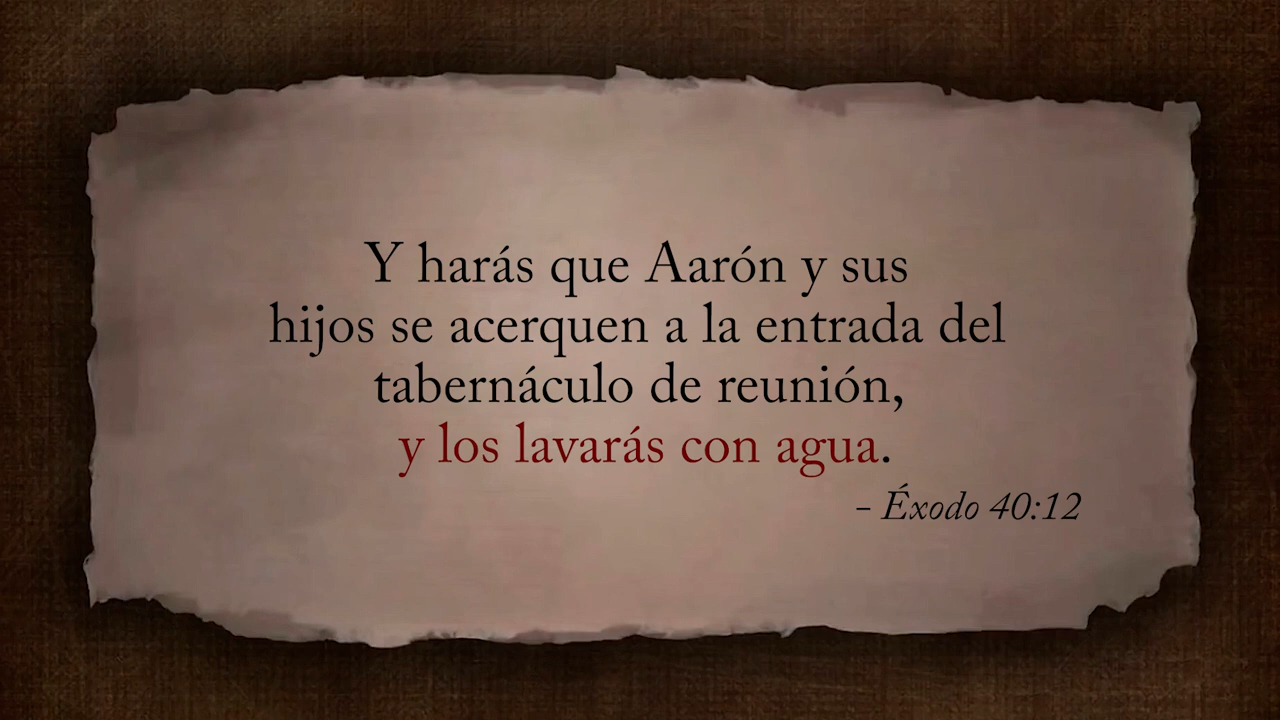 Y harás que Aarón y sus
hijos se acerquen a la entrada del
tabernáculo de reunión,
y los lavarás con agua.
- Éxodo 40:12